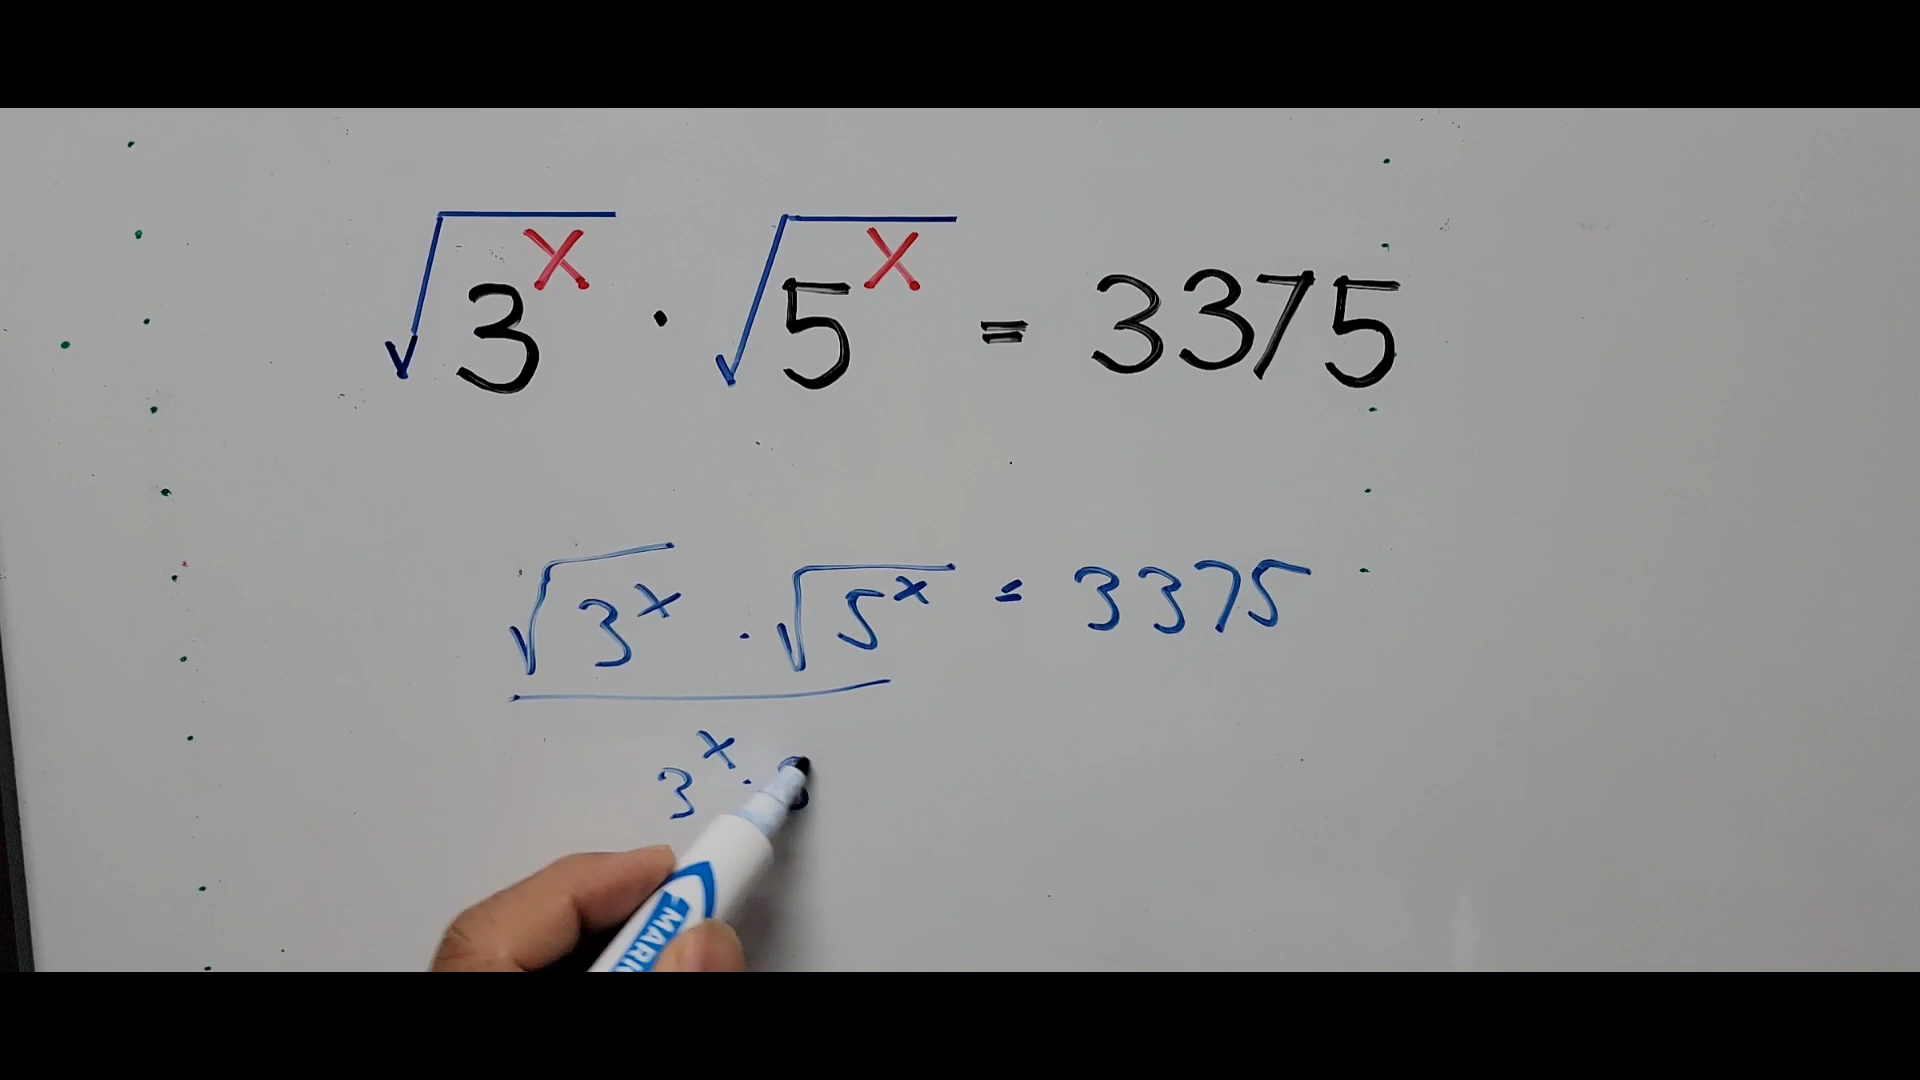 √3^x · √5^x = 3375
√3^x · √5^x = 3375
3^x ·
MAR